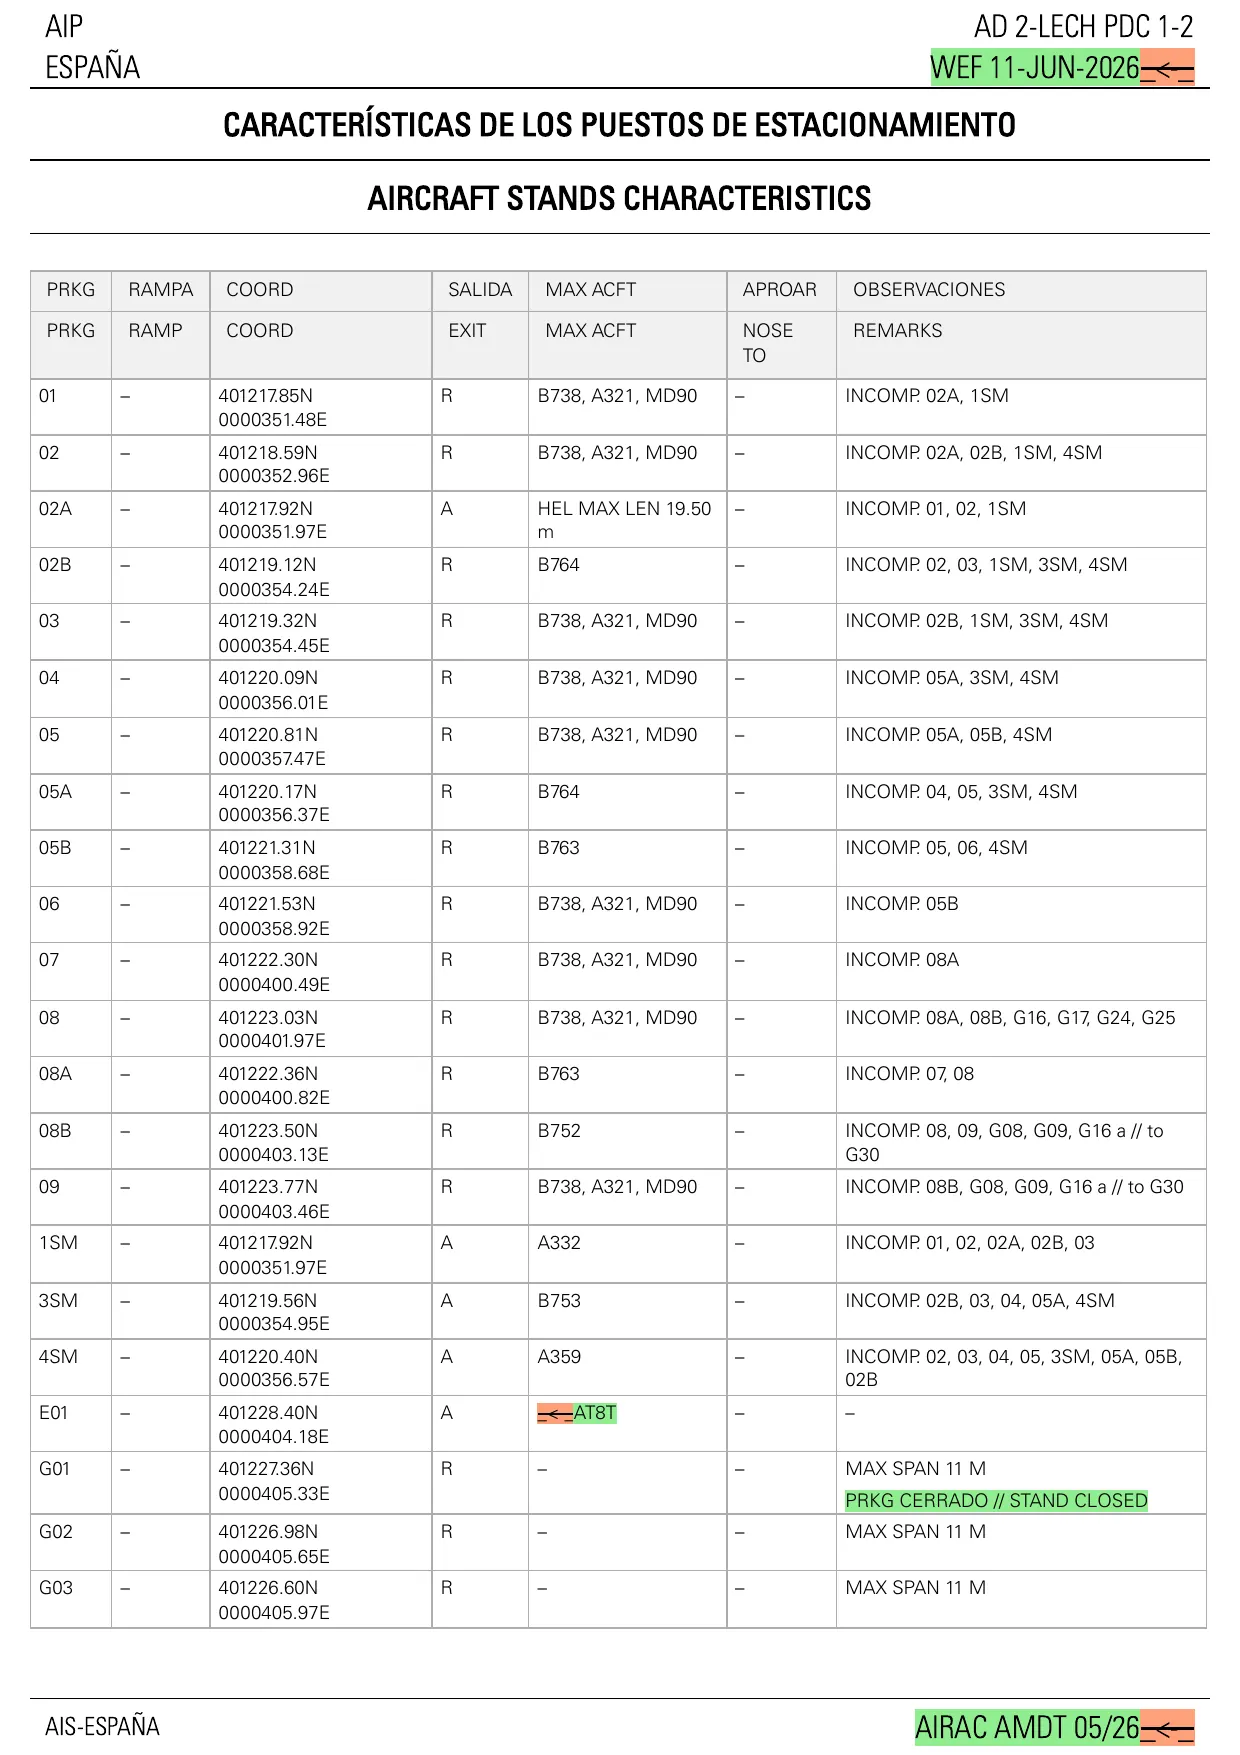 AIP
AD 2-LECH PDC 1-2
ESPAÑA
WEF 11-JUN-2026_<-_
CARACTERÍSTICAS DE LOS PUESTOS DE ESTACIONAMIENTO
AIRCRAFT STANDS CHARACTERISTICS
PRKG RAMPA COORD SALIDA MAX ACFT APROAR OBSERVACIONES
PRKG RAMP COORD EXIT MAX ACFT NOSE REMARKS
TO
01 – 401217.85N R B738, A321, MD90 – INCOMP. 02A, 1SM
0000351.48E
02 – 401218.59N R B738, A321, MD90 – INCOMP. 02A, 02B, 1SM, 4SM
0000352.96E
02A – 401217.92N A HEL MAX LEN 19.50 – INCOMP. 01, 02, 1SM
0000351.97E m
02B – 401219.12N R B764 – INCOMP. 02, 03, 1SM, 3SM, 4SM
0000354.24E
03 – 401219.32N R B738, A321, MD90 – INCOMP. 02B, 1SM, 3SM, 4SM
0000354.45E
04 – 401220.09N R B738, A321, MD90 – INCOMP. 05A, 3SM, 4SM
0000356.01E
05 – 401220.81N R B738, A321, MD90 – INCOMP. 05A, 05B, 4SM
0000357.47E
05A – 401220.17N R B764 – INCOMP. 04, 05, 3SM, 4SM
0000356.37E
05B – 401221.31N R B763 – INCOMP. 05, 06, 4SM
0000358.68E
06 – 401221.53N R B738, A321, MD90 – INCOMP. 05B
0000358.92E
07 – 401222.30N R B738, A321, MD90 – INCOMP. 08A
0000400.49E
08 – 401223.03N R B738, A321, MD90 – INCOMP. 08A, 08B, G16, G17, G24, G25
0000401.97E
08A – 401222.36N R B763 – INCOMP. 07, 08
0000400.82E
08B – 401223.50N R B752 – INCOMP. 08, 09, G08, G09, G16 a // to
0000403.13E G30
09 – 401223.77N R B738, A321, MD90 – INCOMP. 08B, G08, G09, G16 a // to G30
0000403.46E
1SM – 401217.92N A A332 – INCOMP. 01, 02, 02A, 02B, 03
0000351.97E
3SM – 401219.56N A B753 – INCOMP. 02B, 03, 04, 05A, 4SM
0000354.95E
4SM – 401220.40N A A359 – INCOMP. 02, 03, 04, 05, 3SM, 05A, 05B,
0000356.57E 02B
E01 – 401228.40N A _<-_AT8T – –
0000404.18E
G01 – 401227.36N R – – MAX SPAN 11 M
0000405.33E PRKG CERRADO // STAND CLOSED
G02 – 401226.98N R – – MAX SPAN 11 M
0000405.65E
G03 – 401226.60N R – – MAX SPAN 11 M
0000405.97E
AIS-ESPAÑA
AIRAC AMDT 05/26_<-_